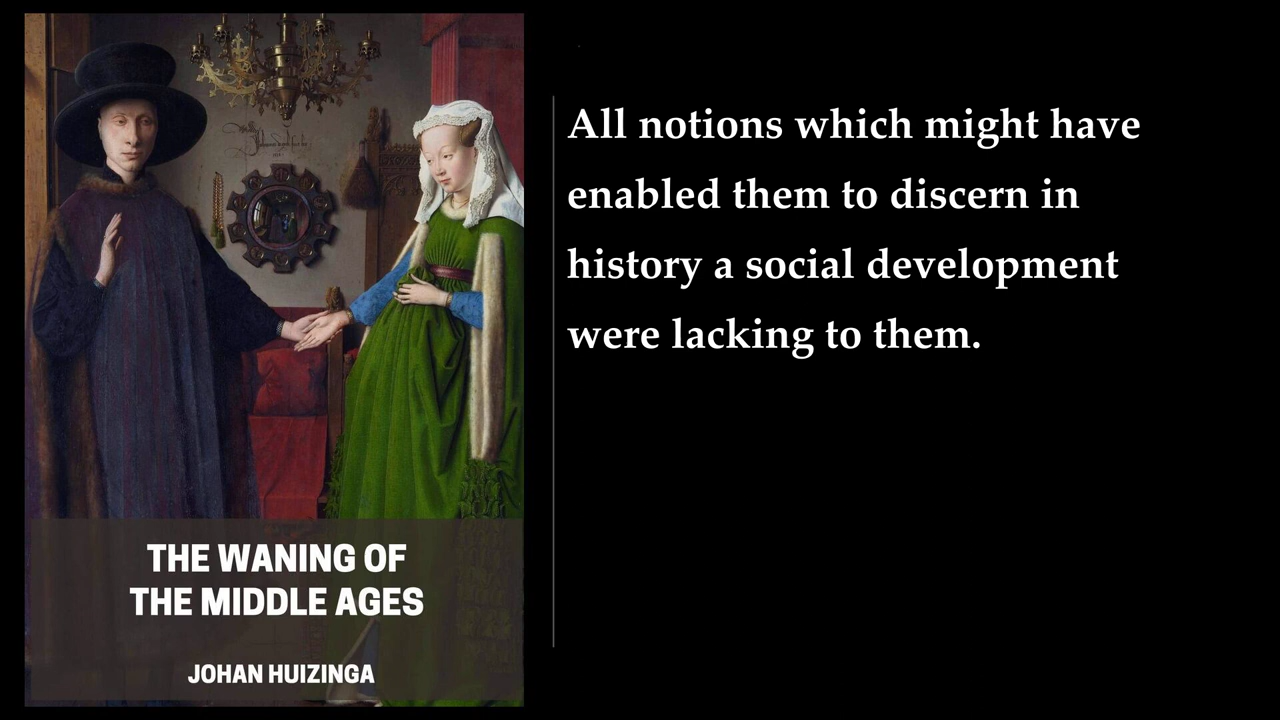 THE WANING OF
THE MIDDLE AGES
JOHAN HUIZINGA
All notions which might have
enabled them to discern in
history a social development
were lacking to them.